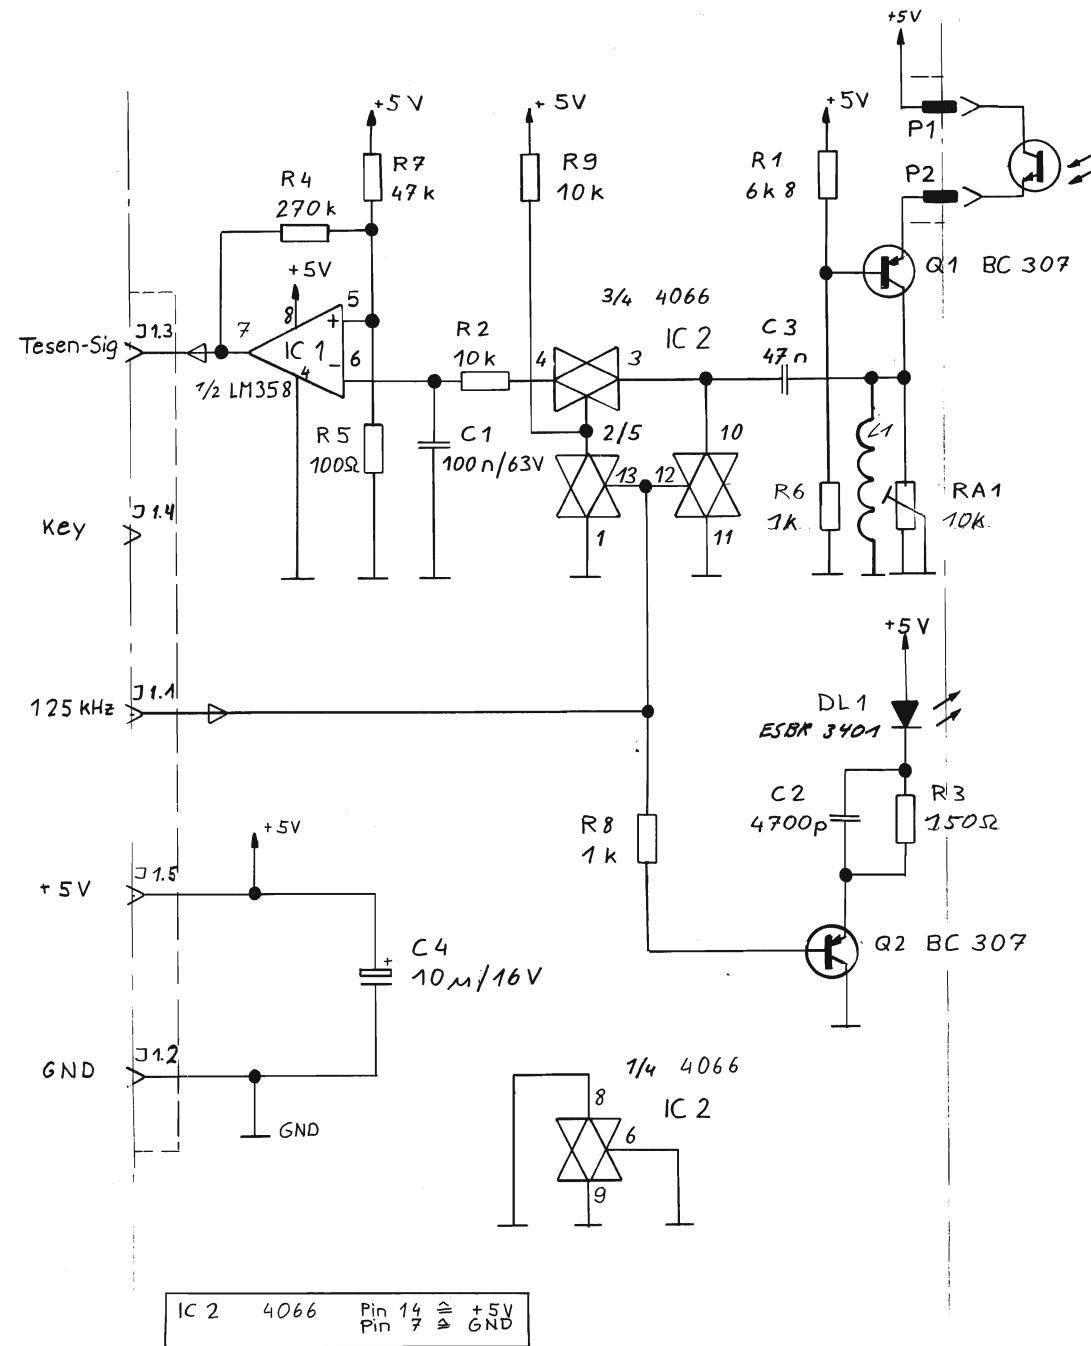 +5V
P1
P2
+5V
R1
6k8
Q1 BC 307
+5V
R7
47k
R4
270k
+5V
R9
10k
+5V
8
5
+
7
IC 1
6
-
4
1/2 LM358
J1.3
Tesen-Sig
R2
10k
3/4 4066
IC 2
4
3
C3
47n
R5
100Ω
C1
100n/63V
2/5
13
12
10
1
11
R6
1k
L1
RA1
10k
J1.4
Key
J1.1
125 kHz
+5V
DL1
ESBR 3401
C2
4700p
R3
150Ω
R8
1k
Q2 BC 307
+5V
J1.5
+5V
C4
+
10µ/16V
J1.2
GND
GND
1/4 4066
IC 2
8
6
9
IC 2 4066 Pin 14 ≙ +5V
Pin 7 ≙ GND